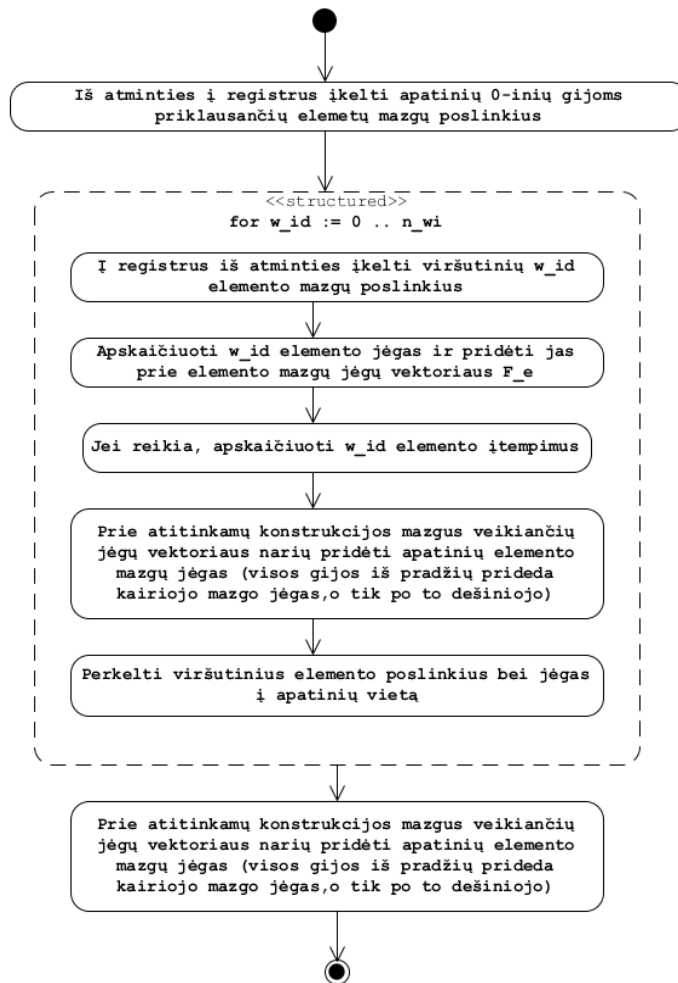 Iš atminties į registrus įkelti apatinių 0-inių gijoms
priklausančių elemetų mazgų poslinkius
<<structured>>
for w_id := 0 .. n_wi
Į registrus iš atminties įkelti viršutinių w_id
elemento mazgų poslinkius
Apskaičiuoti w_id elemento jėgas ir pridėti jas
prie elemento mazgų jėgų vektoriaus F_e
Jei reikia, apskaičiuoti w_id elemento įtempimus
Prie atitinkamų konstrukcijos mazgus veikiančių
jėgų vektoriaus narių pridėti apatinių elemento
mazgų jėgas (visos gijos iš pradžių prideda
kairiojo mazgo jėgas,o tik po to dešiniojo)
Perkelti viršutinius elemento poslinkius bei jėgas
į apatinių vietą
Prie atitinkamų konstrukcijos mazgus veikiančių
jėgų vektoriaus narių pridėti apatinių elemento
mazgų jėgas (visos gijos iš pradžių prideda
kairiojo mazgo jėgas,o tik po to dešiniojo)